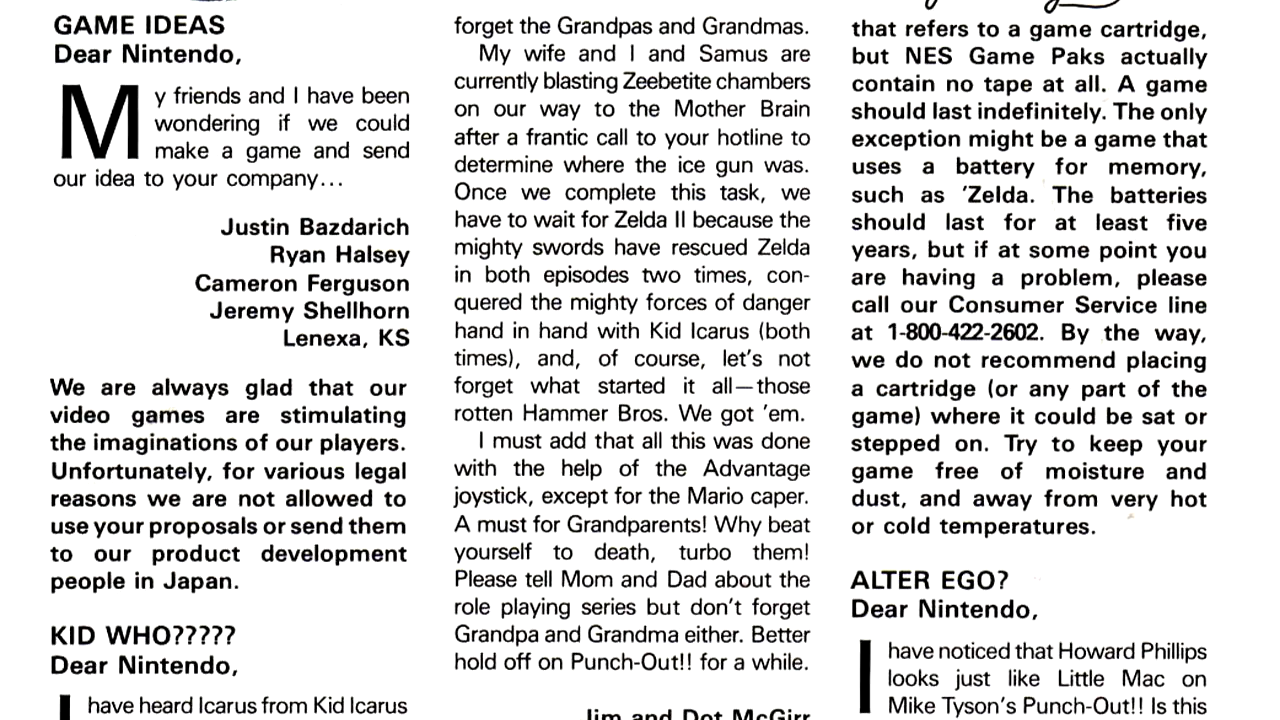 GAME IDEAS
Dear Nintendo,
My friends and I have been
wondering if we could
make a game and send
our idea to your company...
Justin Bazdarich
Ryan Halsey
Cameron Ferguson
Jeremy Shellhorn
Lenexa, KS
We are always glad that our
video games are stimulating
the imaginations of our players.
Unfortunately, for various legal
reasons we are not allowed to
use your proposals or send them
to our product development
people in Japan.
KID WHO?????
Dear Nintendo,
I have heard Icarus from Kid Icarus
forget the Grandpas and Grandmas.
My wife and I and Samus are
currently blasting Zeebetite chambers
on our way to the Mother Brain
after a frantic call to your hotline to
determine where the ice gun was.
Once we complete this task, we
have to wait for Zelda II because the
mighty swords have rescued Zelda
in both episodes two times, con-
quered the mighty forces of danger
hand in hand with Kid Icarus (both
times), and, of course, let's not
forget what started it all—those
rotten Hammer Bros. We got 'em.
I must add that all this was done
with the help of the Advantage
joystick, except for the Mario caper.
A must for Grandparents! Why beat
yourself to death, turbo them!
Please tell Mom and Dad about the
role playing series but don't forget
Grandpa and Grandma either. Better
hold off on Punch-Out!! for a while.
Jim and Dot McGirr
that refers to a game cartridge,
but NES Game Paks actually
contain no tape at all. A game
should last indefinitely. The only
exception might be a game that
uses a battery for memory,
such as 'Zelda. The batteries
should last for at least five
years, but if at some point you
are having a problem, please
call our Consumer Service line
at 1-800-422-2602. By the way,
we do not recommend placing
a cartridge (or any part of the
game) where it could be sat or
stepped on. Try to keep your
game free of moisture and
dust, and away from very hot
or cold temperatures.
ALTER EGO?
Dear Nintendo,
I have noticed that Howard Phillips
looks just like Little Mac on
Mike Tyson's Punch-Out!! Is this